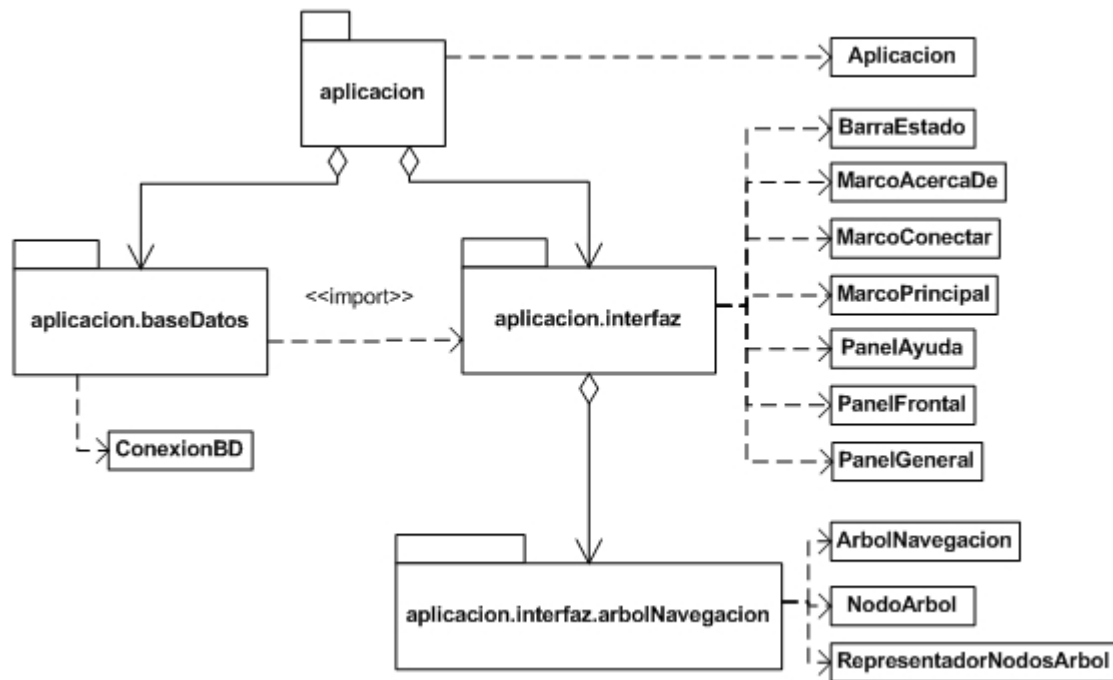 aplicacion
Aplicacion
BarraEstado
MarcoAcercaDe
MarcoConectar
MarcoPrincipal
PanelAyuda
PanelFrontal
PanelGeneral
aplicacion.baseDatos
<<import>>
aplicacion.interfaz
ConexionBD
aplicacion.interfaz.arbolNavegacion
ArbolNavegacion
NodoArbol
RepresentadorNodosArbol